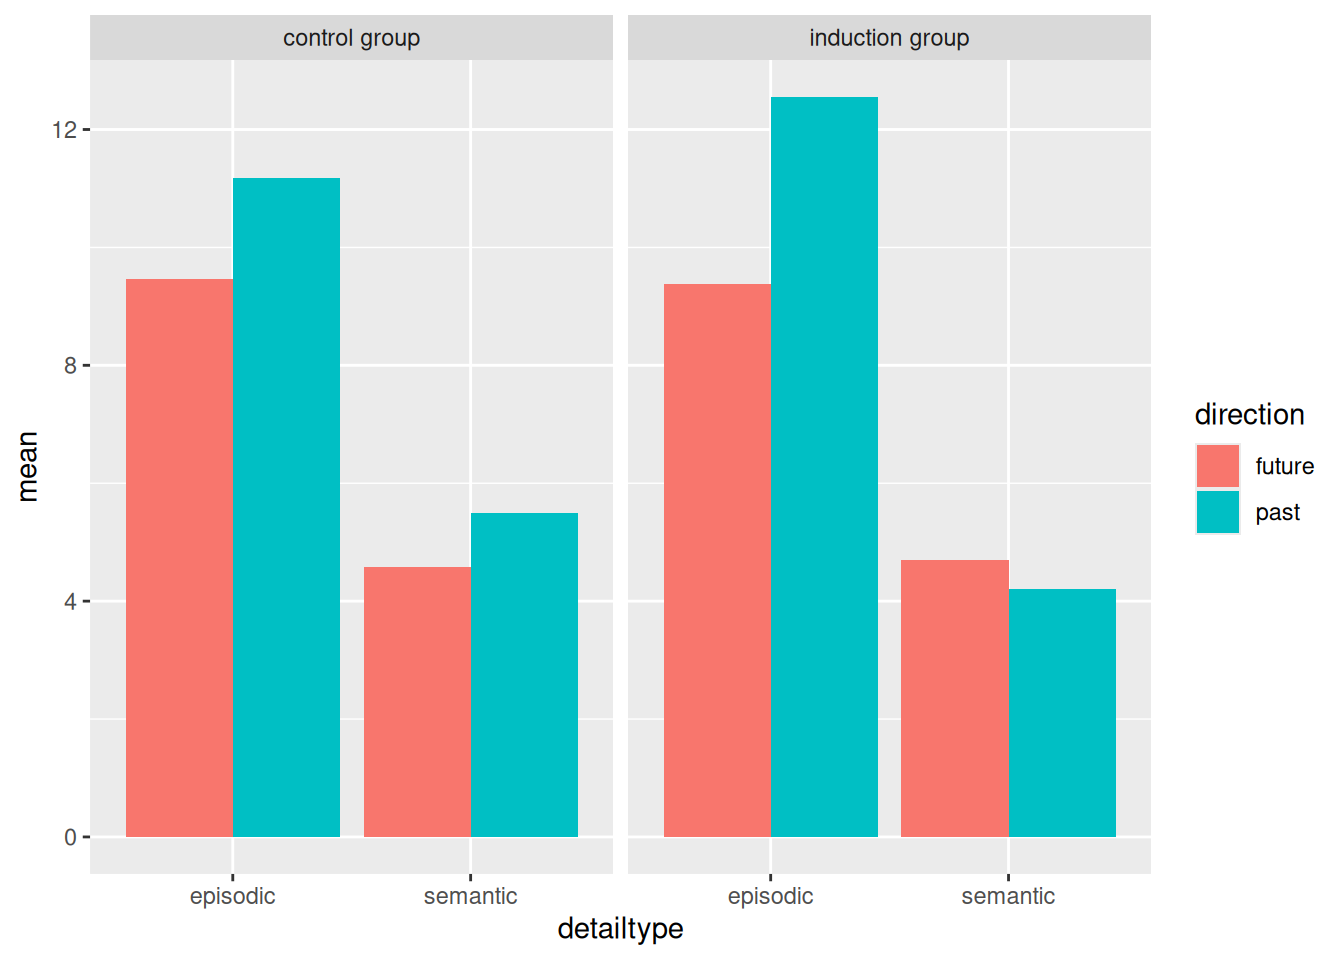 control group
induction group
12
8
4
0
mean
episodic
semantic
episodic
semantic
detailtype
direction
future
past